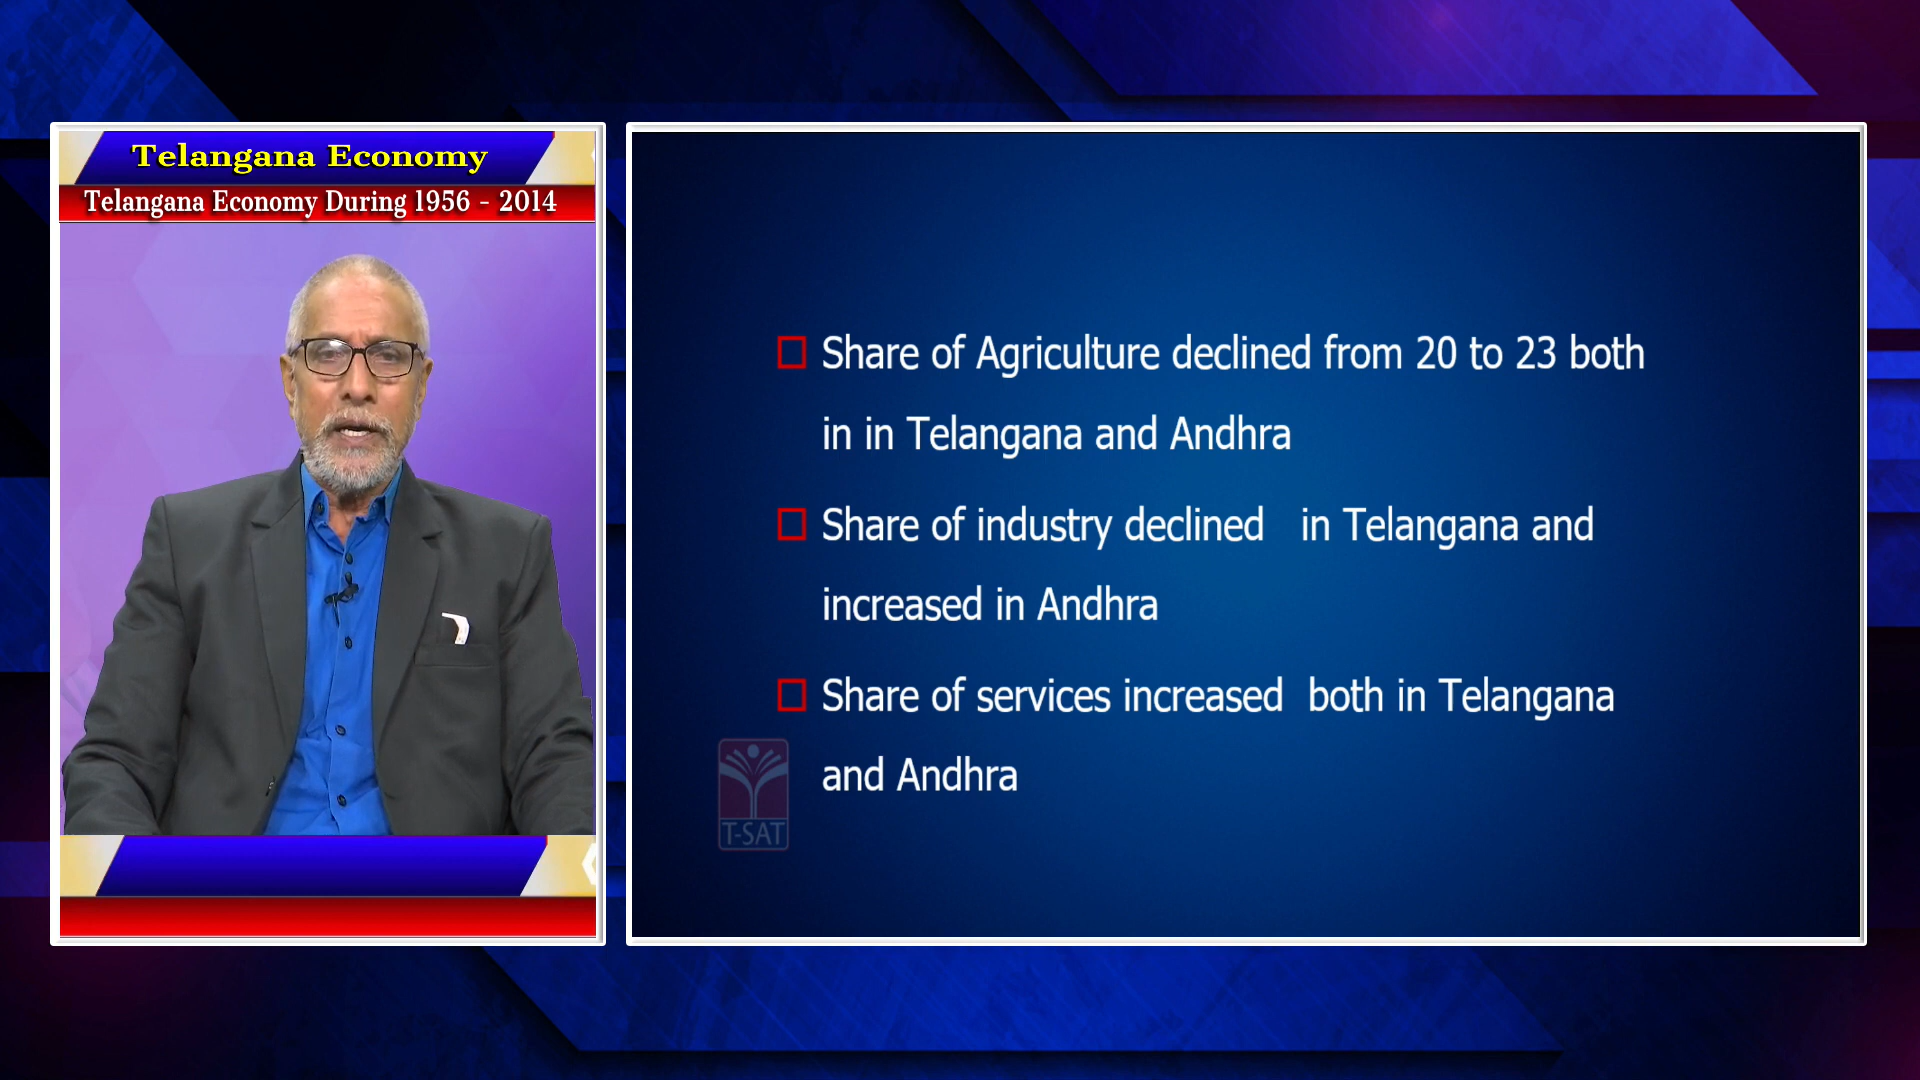 Telangana Economy
Telangana Economy During 1956 - 2014
Share of Agriculture declined from 20 to 23 both
in in Telangana and Andhra
Share of industry declined in Telangana and
increased in Andhra
Share of services increased both in Telangana
and Andhra
T-SAT